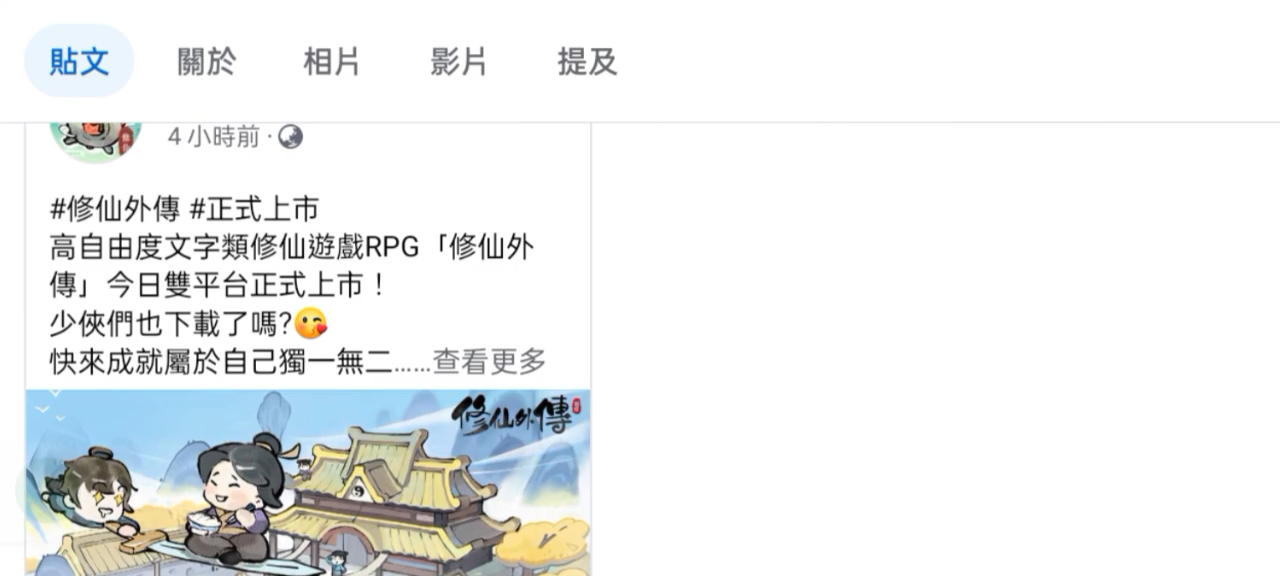 貼文 關於 相片 影片 提及
4 小時前 ·
#修仙外傳 #正式上市
高自由度文字類修仙遊戲RPG「修仙外
傳」今日雙平台正式上市！
少俠們也下載了嗎?😘
快來成就屬於自己獨一無二……查看更多
修仙外傳